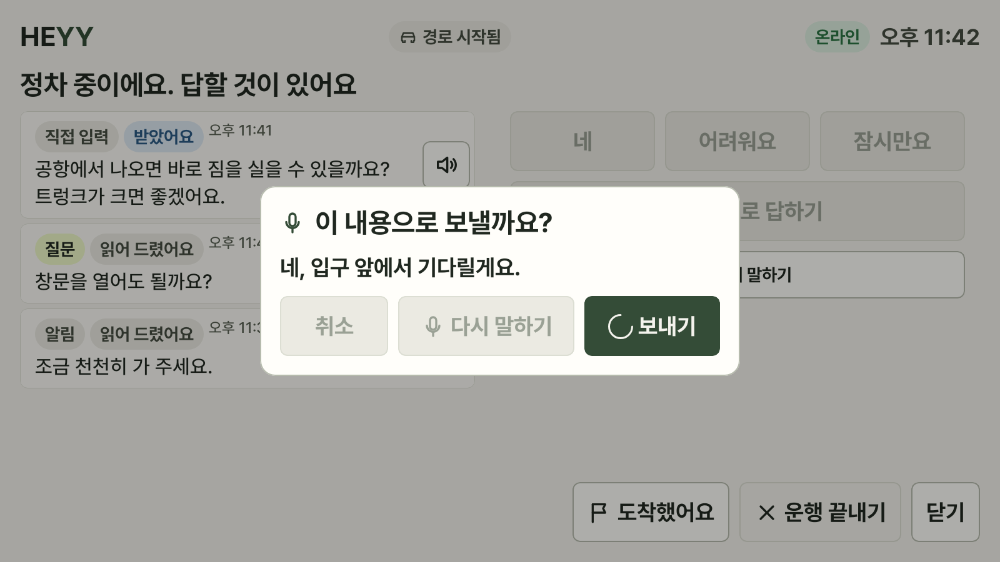 HEYY
경로 시작됨
온라인 오후 11:42
정차 중이에요. 답할 것이 있어요
직접 입력 받았어요 오후 11:41
공항에서 나오면 바로 짐을 실을 수 있을까요?
트렁크가 크면 좋겠어요.
질문 읽어 드렸어요 오후
창문을 열어도 될까요?
알림 읽어 드렸어요 오후
조금 천천히 가 주세요.
네 어려워요 잠시만요
답하기
말하기
이 내용으로 보낼까요?
네, 입구 앞에서 기다릴게요.
취소 다시 말하기 보내기
도착했어요 운행 끝내기 닫기